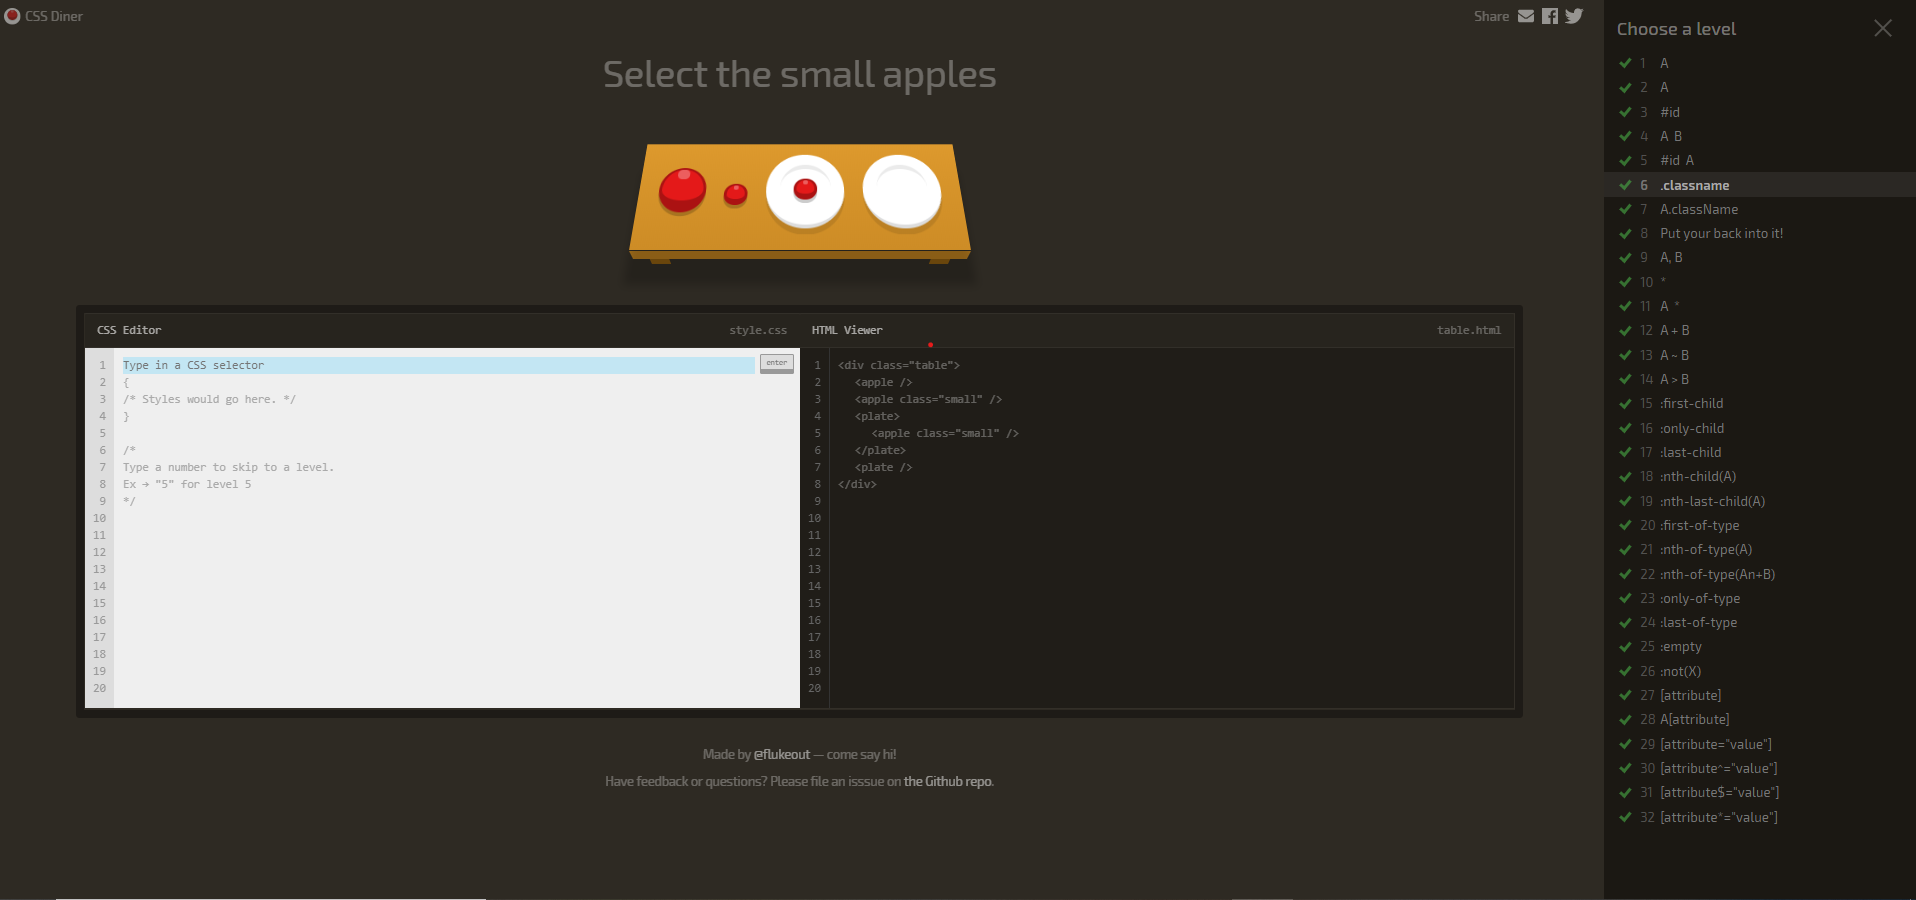 CSS Diner
Share
Select the small apples
CSS Editor style.css
1 Type in a CSS selector enter
2 {
3 /* Styles would go here. */
4 }
5
6 /*
7 Type a number to skip to a level.
8 Ex → "5" for level 5
9 */
10
11
12
13
14
15
16
17
18
19
20
HTML Viewer table.html
1 <div class="table">
2 <apple />
3 <apple class="small" />
4 <plate>
5 <apple class="small" />
6 </plate>
7 <plate />
8 </div>
9
10
11
12
13
14
15
16
17
18
19
20
Made by @flukeout — come say hi!
Have feedback or questions? Please file an isssue on the Github repo.
Choose a level
1 A
2 A
3 #id
4 A B
5 #id A
6 .classname
7 A.className
8 Put your back into it!
9 A, B
10 *
11 A *
12 A + B
13 A ~ B
14 A > B
15 :first-child
16 :only-child
17 :last-child
18 :nth-child(A)
19 :nth-last-child(A)
20 :first-of-type
21 :nth-of-type(A)
22 :nth-of-type(An+B)
23 :only-of-type
24 :last-of-type
25 :empty
26 :not(X)
27 [attribute]
28 A[attribute]
29 [attribute="value"]
30 [attribute^="value"]
31 [attribute$="value"]
32 [attribute*="value"]